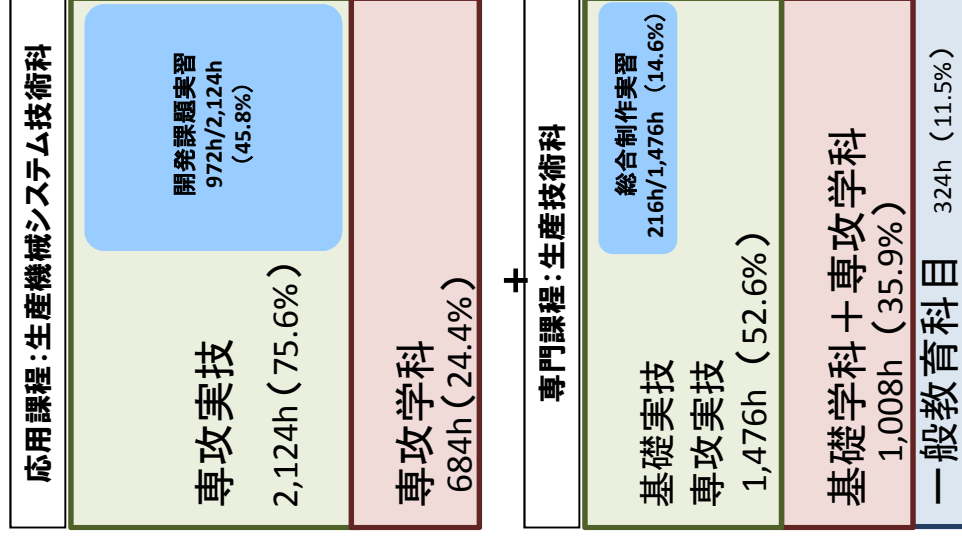 応用課程：生産機械システム技術科
開発課題実習
972h/2,124h
（45.8%）
専攻実技
2,124h（75.6%）
専攻学科
684h（24.4%）
＋
専門課程：生産技術科
総合制作実習
216h/1,476h （14.6%）
基礎実技
専攻実技
1,476h （52.6%）
基礎学科＋専攻学科
1,008h （35.9%）
一般教育科目 324h （11.5%）